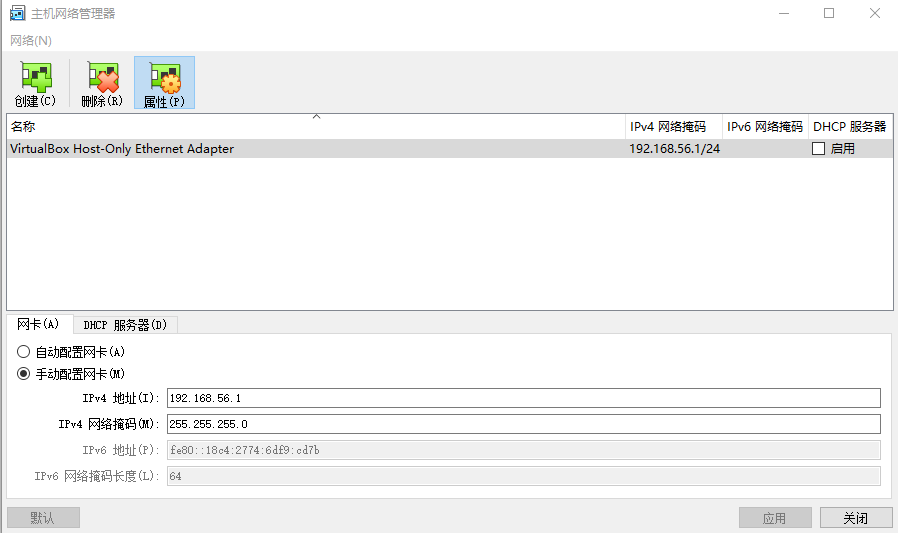 主机网络管理器
网络(N)
创建(C) 删除(R) 属性(P)
名称 IPv4 网络掩码 IPv6 网络掩码 DHCP 服务器
VirtualBox Host-Only Ethernet Adapter 192.168.56.1/24 启用
网卡(A) DHCP 服务器(D)
自动配置网卡(A)
手动配置网卡(M)
IPv4 地址(I): 192.168.56.1
IPv4 网络掩码(M): 255.255.255.0
IPv6 地址(P): fe80::18c4:2774:6df9:cd7b
IPv6 网络掩码长度(L): 64
默认 应用 关闭